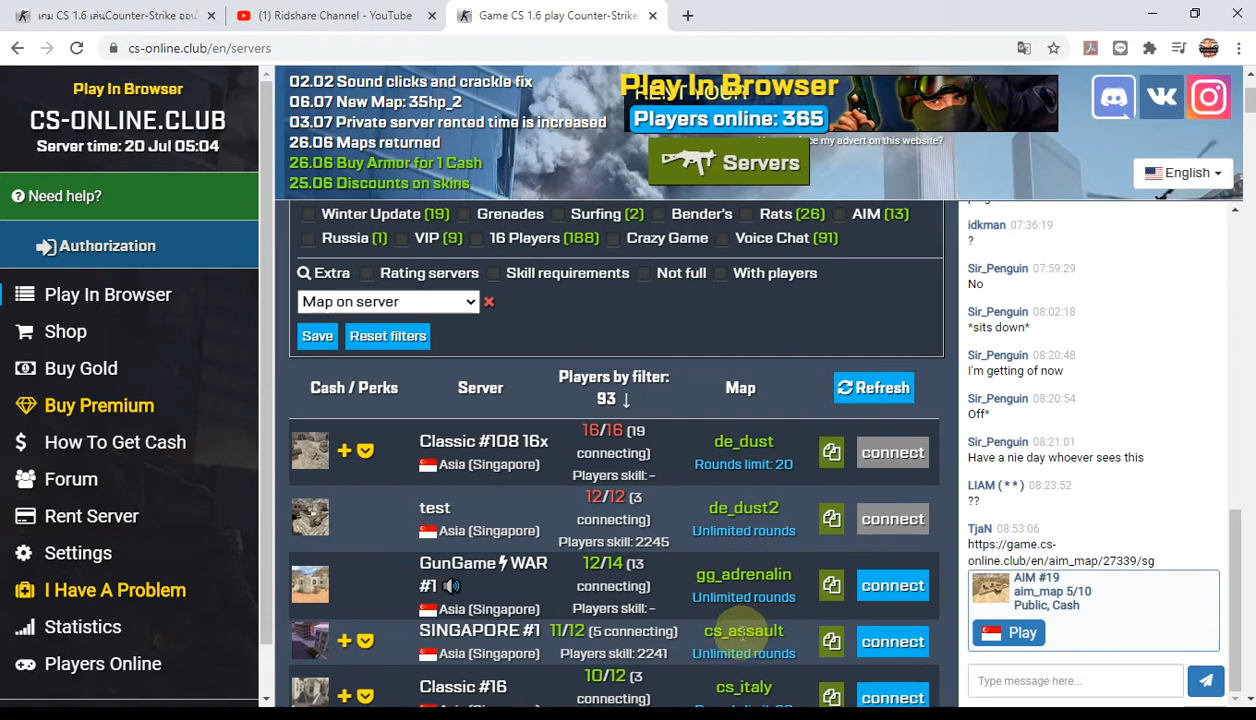 เกม CS 1.6 เล่นCounter-Strike ออนไ
(1) Ridshare Channel - YouTube
Game CS 1.6 play Counter-Strike
cs-online.club/en/servers
Play In Browser
CS-ONLINE.CLUB
Server time: 20 Jul 05:04
Need help?
Authorization
Play In Browser
Shop
Buy Gold
Buy Premium
How To Get Cash
Forum
Rent Server
Settings
I Have A Problem
Statistics
Players Online
02.02 Sound clicks and crackle fix
06.07 New Map: 35hp_2
03.07 Private server rented time is increased
26.06 Maps returned
26.06 Buy Armor for 1 Cash
25.06 Discounts on skins
Play In Browser
Players online: 365
my advert on this website?
Servers
English
Winter Update (19) Grenades Surfing (2) Bender's Rats (26) AIM (13)
Russia (1) VIP (9) 16 Players (188) Crazy Game Voice Chat (91)
Extra Rating servers Skill requirements Not full With players
Map on server
Save Reset filters
Cash / Perks Server Players by filter: 93 ↓ Map Refresh
Classic #108 16x 16/16 (19 de_dust connect
connecting)
Asia (Singapore) Players skill: - Rounds limit: 20
test 12/12 (3 de_dust2 connect
connecting)
Asia (Singapore) Players skill: 2245 Unlimited rounds
GunGame WAR 12/14 (13 gg_adrenalin connect
#1 connecting)
Asia (Singapore) Players skill: - Unlimited rounds
SINGAPORE #1 11/12 (5 connecting) cs_assault connect
Asia (Singapore) Players skill: 2241 Unlimited rounds
Classic #16 10/12 (3 cs_italy connect
connecting)
idkman 07:36:19
?
Sir_Penguin 07:59:29
No
Sir_Penguin 08:02:18
*sits down*
Sir_Penguin 08:20:48
I'm getting of now
Sir_Penguin 08:20:54
Off*
Sir_Penguin 08:21:01
Have a nie day whoever sees this
LIAM ( * * ) 08:23:52
??
TjaN 08:53:06
https://game.cs-
online.club/en/aim_map/27339/sg
AIM #19
aim_map 5/10
Public, Cash
Play
Type message here...